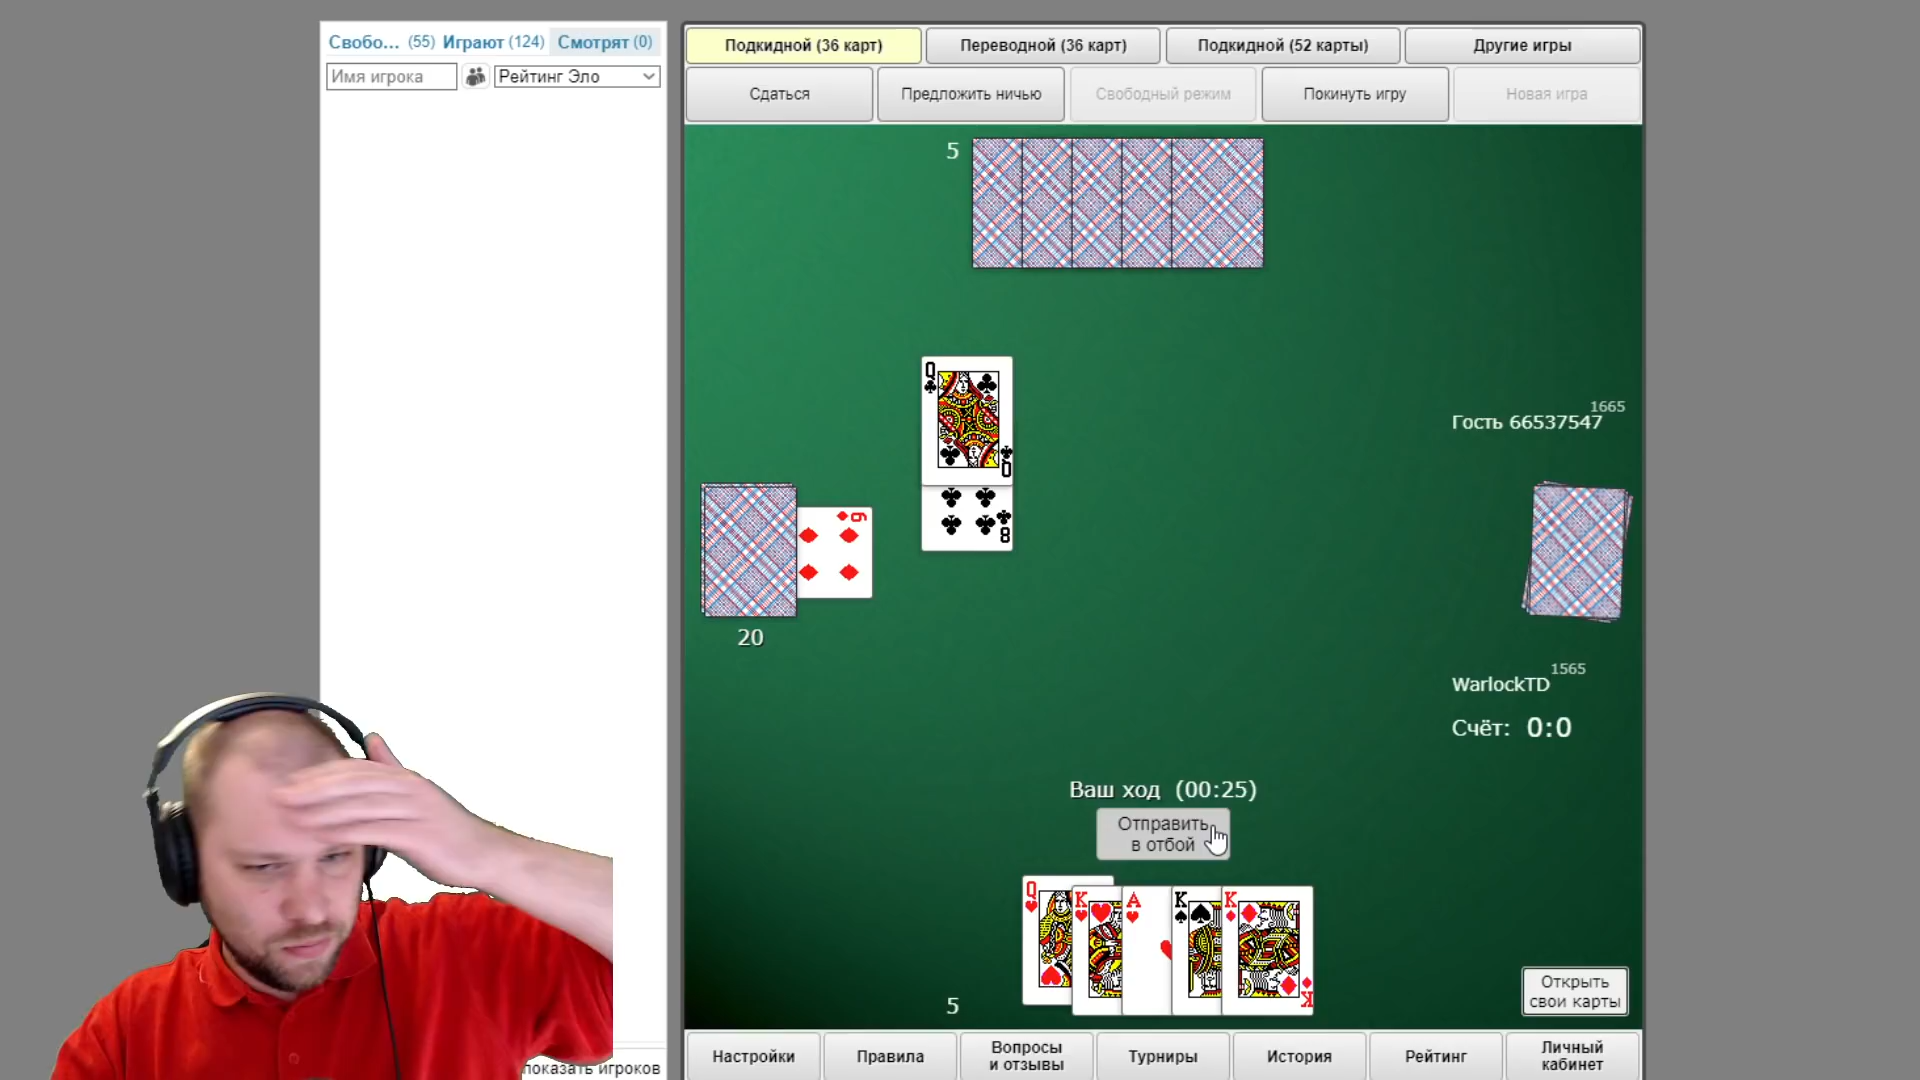 Свобо... (55) Играют (124) Смотрят (0)
Имя игрока
Рейтинг Эло
Подкидной (36 карт)
Переводной (36 карт)
Подкидной (52 карты)
Другие игры
Сдаться
Предложить ничью
Свободный режим
Покинуть игру
Новая игра
5
Q
Q
8
1665
Гость 66537547
6
20
1565
WarlockTD
Счёт: 0:0
Ваш ход (00:25)
Отправить
в отбой
Q
K
A
K
K
K
5
Открыть
свои карты
показать игроков
Настройки
Правила
Вопросы
и отзывы
Турниры
История
Рейтинг
Личный
кабинет